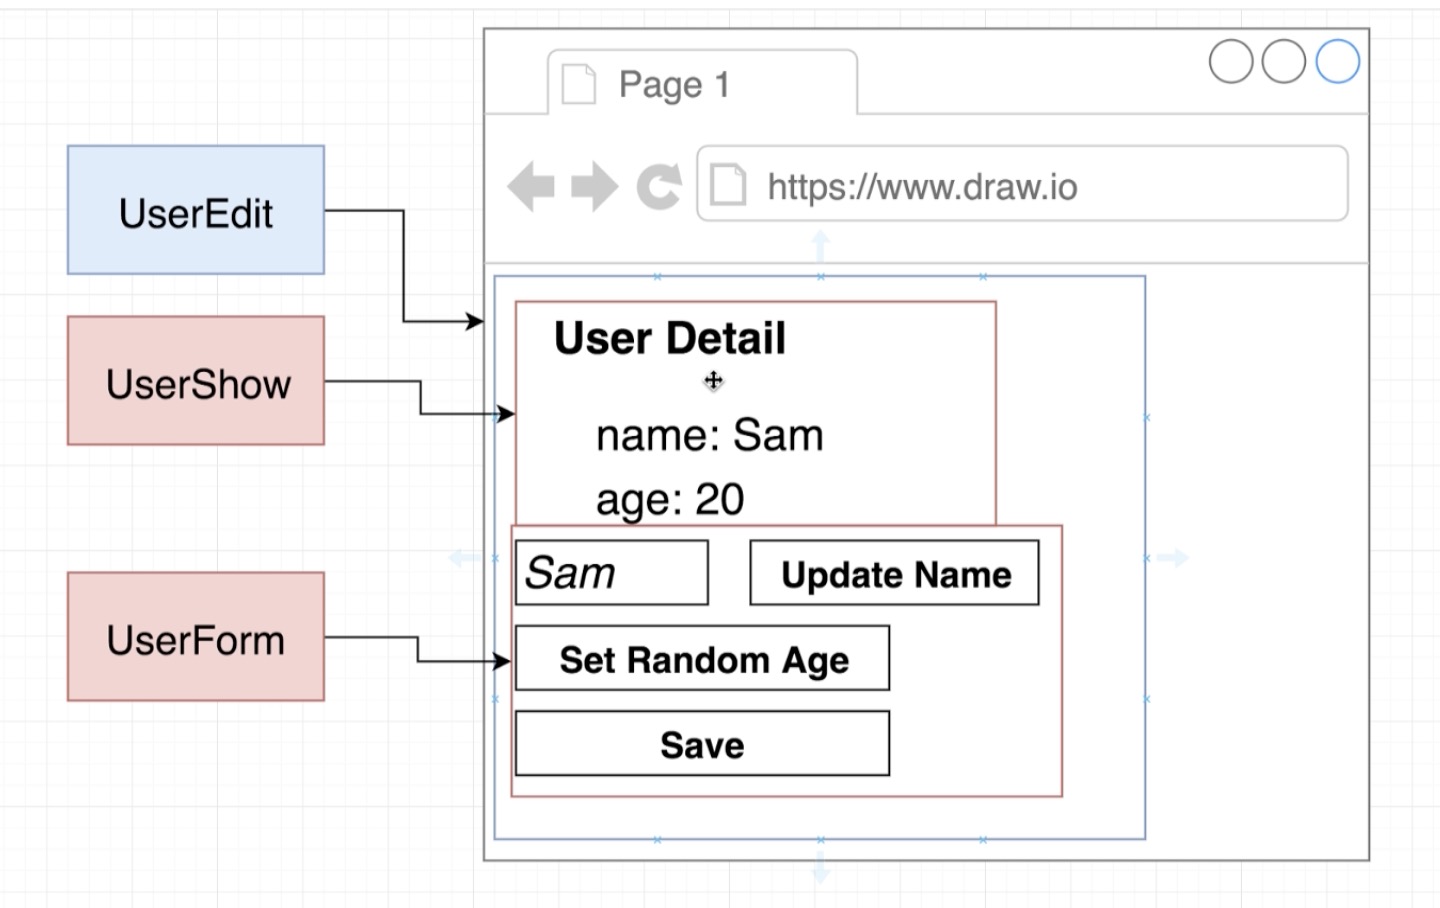 Page 1
https://www.draw.io
UserEdit
UserShow
UserForm
User Detail
name: Sam
age: 20
Sam
Update Name
Set Random Age
Save